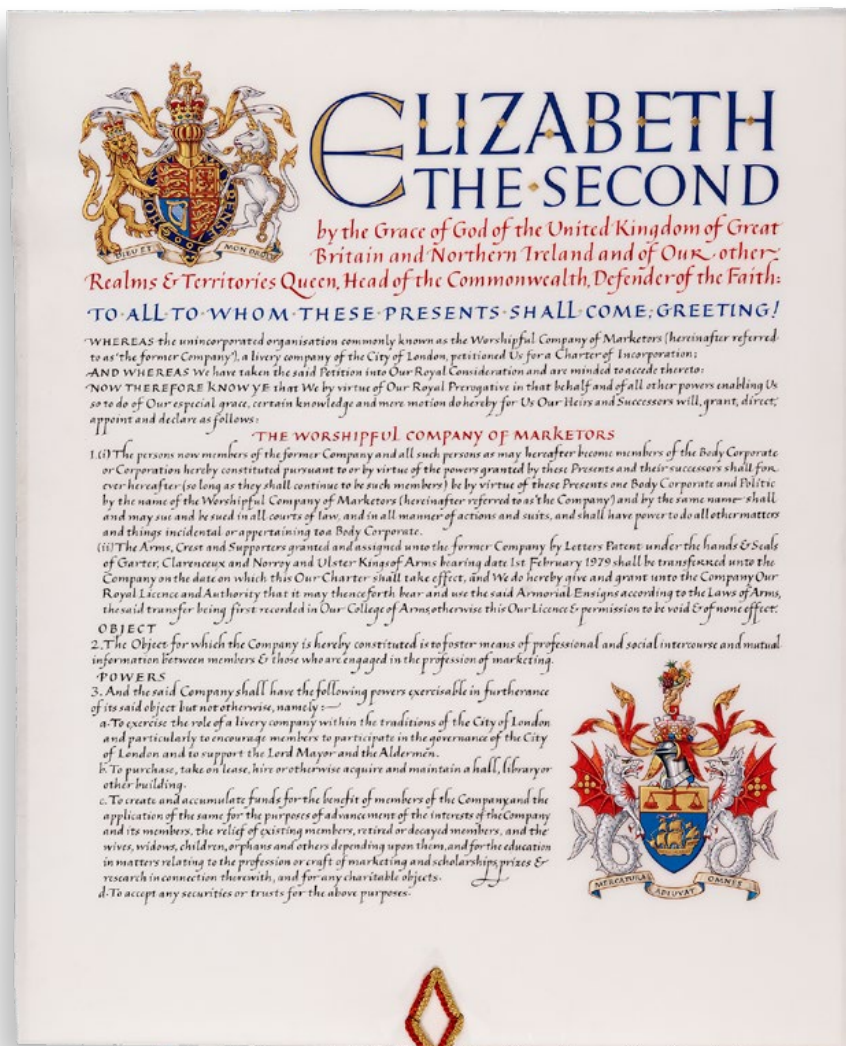 ELIZABETH
THE·SECOND
by the Grace of God of the United Kingdom of Great
Britain and Northern Ireland and of Our other
Realms & Territories Queen, Head of the Commonwealth, Defender of the Faith:
TO·ALL·TO·WHOM·THESE·PRESENTS·SHALL·COME, GREETING!
WHEREAS the unincorporated organisation commonly known as the Worshipful Company of Marketors (hereinafter referred
to as 'the former Company'), a livery company of the City of London, petitioned Us for a Charter of Incorporation;
AND WHEREAS We have taken the said Petition into Our Royal Consideration and are minded to accede thereto:
NOW THEREFORE KNOW YE that We by virtue of Our Royal Prerogative in that behalf and of all other powers enabling Us
so to do of Our especial grace, certain knowledge and mere motion do hereby for Us Our Heirs and Successors will, grant, direct,
appoint and declare as follows:
THE WORSHIPFUL COMPANY OF MARKETORS
1.(i) The persons now members of the former Company and all such persons as may hereafter become members of the Body Corporate
or Corporation hereby constituted pursuant to or by virtue of the powers granted by these Presents and their successors shall for
ever hereafter (so long as they shall continue to be such members) be by virtue of these Presents one Body Corporate and Politic
by the name of the Worshipful Company of Marketors (hereinafter referred to as 'the Company') and by the same name shall
and may sue and be sued in all courts of law, and in all manner of actions and suits, and shall have power to do all other matters
and things incidental or appertaining to a Body Corporate.
(ii) The Arms, Crest and Supporters granted and assigned unto the former Company by Letters Patent under the hands & Seals
of Garter, Clarenceux and Norroy and Ulster Kings of Arms bearing date 1st February 1979 shall be transferred unto the
Company on the date on which this Our Charter shall take effect, and We do hereby give and grant unto the Company Our
Royal Licence and Authority that it may thenceforth bear and use the said Armorial Ensigns according to the Laws of Arms,
the said transfer being first recorded in Our College of Arms, otherwise this Our Licence & permission to be void & of none effect.
OBJECT
2. The Object for which the Company is hereby constituted is to foster means of professional and social intercourse and mutual
information between members & those who are engaged in the profession of marketing.
POWERS
3. And the said Company shall have the following powers exercisable in furtherance
of its said object but not otherwise, namely:—
a. To exercise the role of a livery company within the traditions of the City of London
and particularly to encourage members to participate in the governance of the City
of London and to support the Lord Mayor and the Aldermen.
b. To purchase, take on lease, hire or otherwise acquire and maintain a hall, library or
other building.
c. To create and accumulate funds for the benefit of members of the Company and the
application of the same for the purposes of advancement of the interests of the Company
and its members, the relief of existing members, retired or decayed members, and the
wives, widows, children, orphans and others depending upon them, and for the education
in matters relating to the profession or craft of marketing and scholarships, prizes &
research in connection therewith, and for any charitable objects.
d. To accept any securities or trusts for the above purposes.
DIEU ET MON DROIT
MERCATURA ADIUVAT OMNES